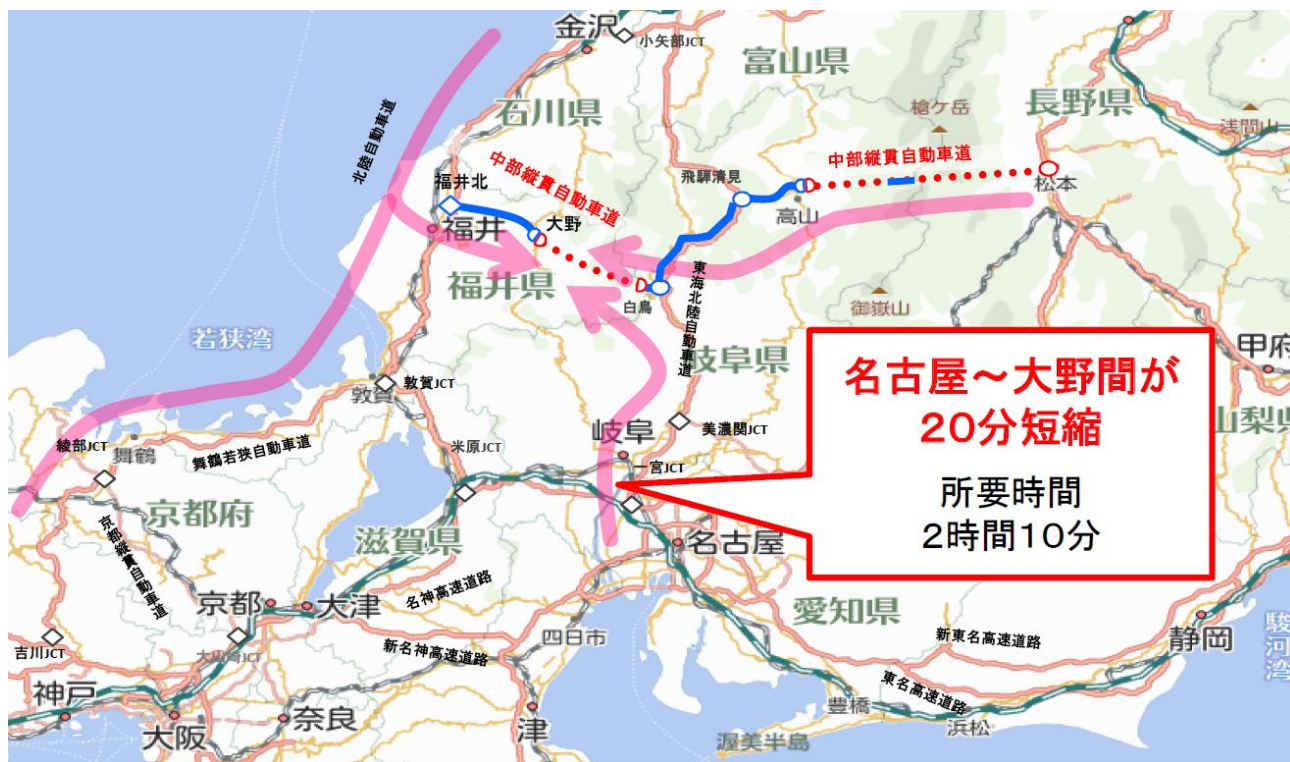 金沢
小矢部JCT
富山県
長野県
石川県
槍ケ岳
浅間山
北陸自動車道
中部縦貫自動車道
中部縦貫自動車道
福井北
飛騨清見
松本
大野
高山
福井
福井県
白鳥
東海北陸自動車道
御嶽山
若狭湾
岐阜県
甲府
山梨県
敦賀
敦賀JCT
名古屋~大野間が
20分短縮
所要時間
2時間10分
綾部JCT
舞鶴
舞鶴若狭自動車道
米原JCT
岐阜
美濃関JCT
一宮JCT
京都府
滋賀県
名古屋
京都縦貫自動車道
京都
大津
名神高速道路
愛知県
四日市
新東名高速道路
静岡
駿河湾
吉川JCT
大山崎JCT
新名神高速道路
神戸
大阪
奈良
津
豊橋
東名高速道路
浜松
渥美半島